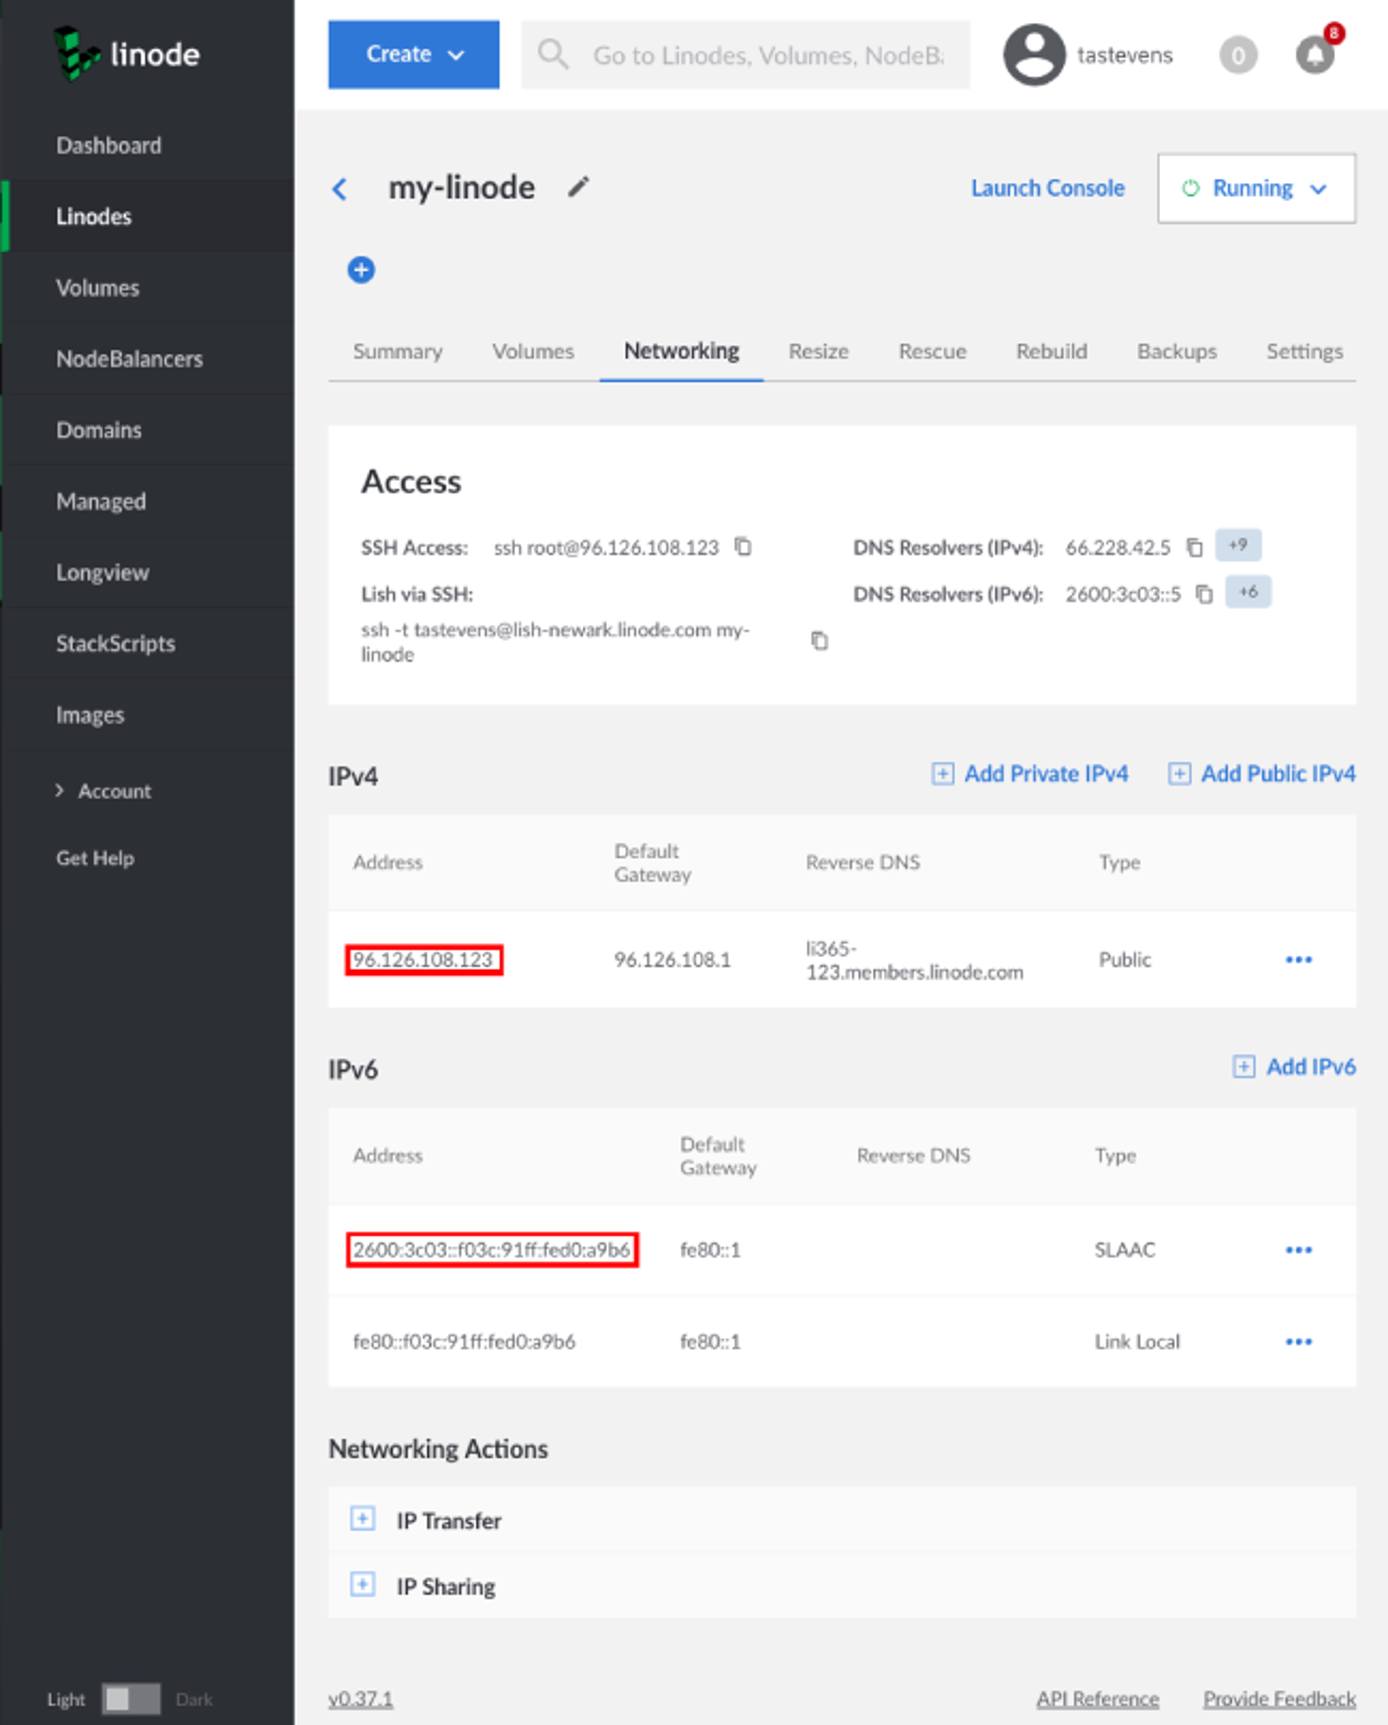 linode
Create
Go to Linodes, Volumes, NodeBa
tastevens
0
8
Dashboard
Linodes
Volumes
NodeBalancers
Domains
Managed
Longview
StackScripts
Images
Account
Get Help
Light Dark
my-linode
Launch Console
Running
Summary Volumes Networking Resize Rescue Rebuild Backups Settings
Access
SSH Access: ssh root@96.126.108.123
Lish via SSH:
ssh -t tastevens@lish-newark.linode.com my-
linode
DNS Resolvers (IPv4): 66.228.42.5 +9
DNS Resolvers (IPv6): 2600:3c03::5 +6
IPv4
Add Private IPv4 Add Public IPv4
Address Default
Gateway Reverse DNS Type
96.126.108.123 96.126.108.1 li365-
123.members.linode.com Public
IPv6
Add IPv6
Address Default
Gateway Reverse DNS Type
2600:3c03::f03c:91ff:fed0:a9b6 fe80::1 SLAAC
fe80::f03c:91ff:fed0:a9b6 fe80::1 Link Local
Networking Actions
IP Transfer
IP Sharing
v0.37.1 API Reference Provide Feedback